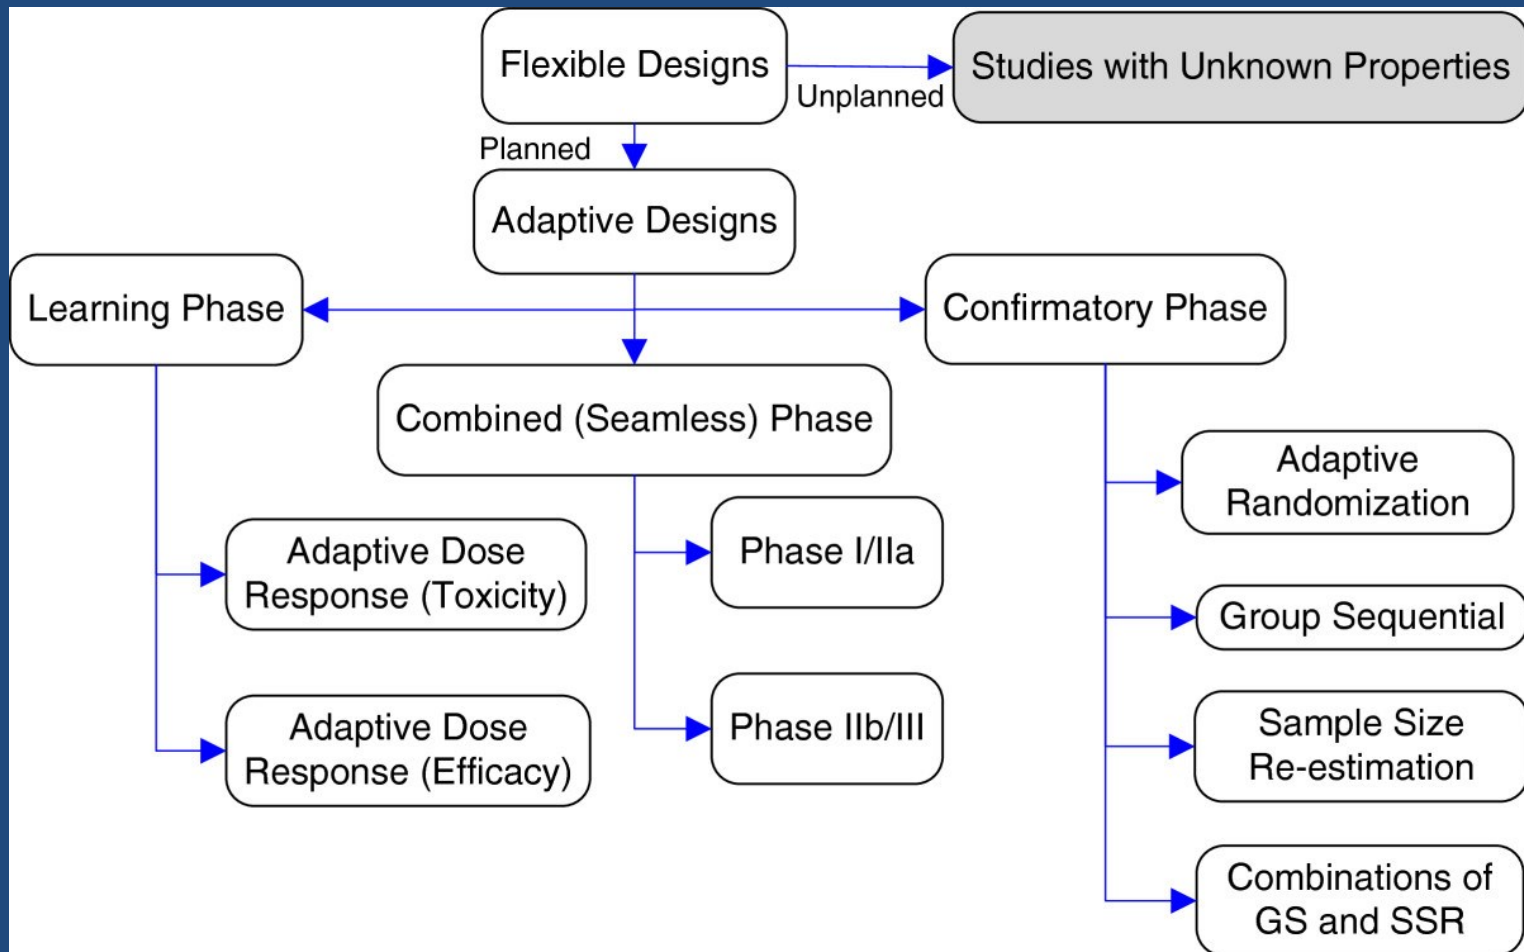 Flexible Designs
Unplanned
Studies with Unknown Properties
Planned
Adaptive Designs
Learning Phase
Confirmatory Phase
Combined (Seamless) Phase
Adaptive Dose
Response (Toxicity)
Adaptive Dose
Response (Efficacy)
Phase I/IIa
Phase IIb/III
Adaptive
Randomization
Group Sequential
Sample Size
Re-estimation
Combinations of
GS and SSR